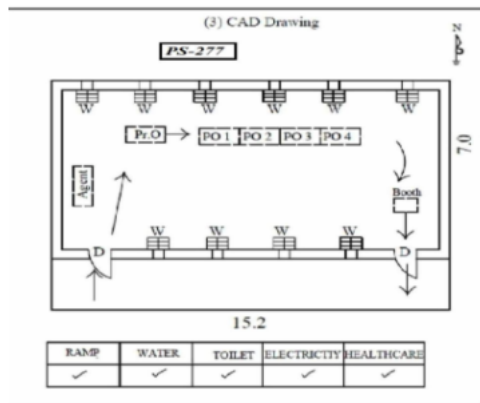 (3) CAD Drawing
PS-277
N
W W W W W W
Pr.O PO 1 PO 2 PO 3 PO 4
7.0
Agent
Booth
W W W W
D D
15.2
RAMP WATER TOILET ELECTRICTIY HEALTHCARE